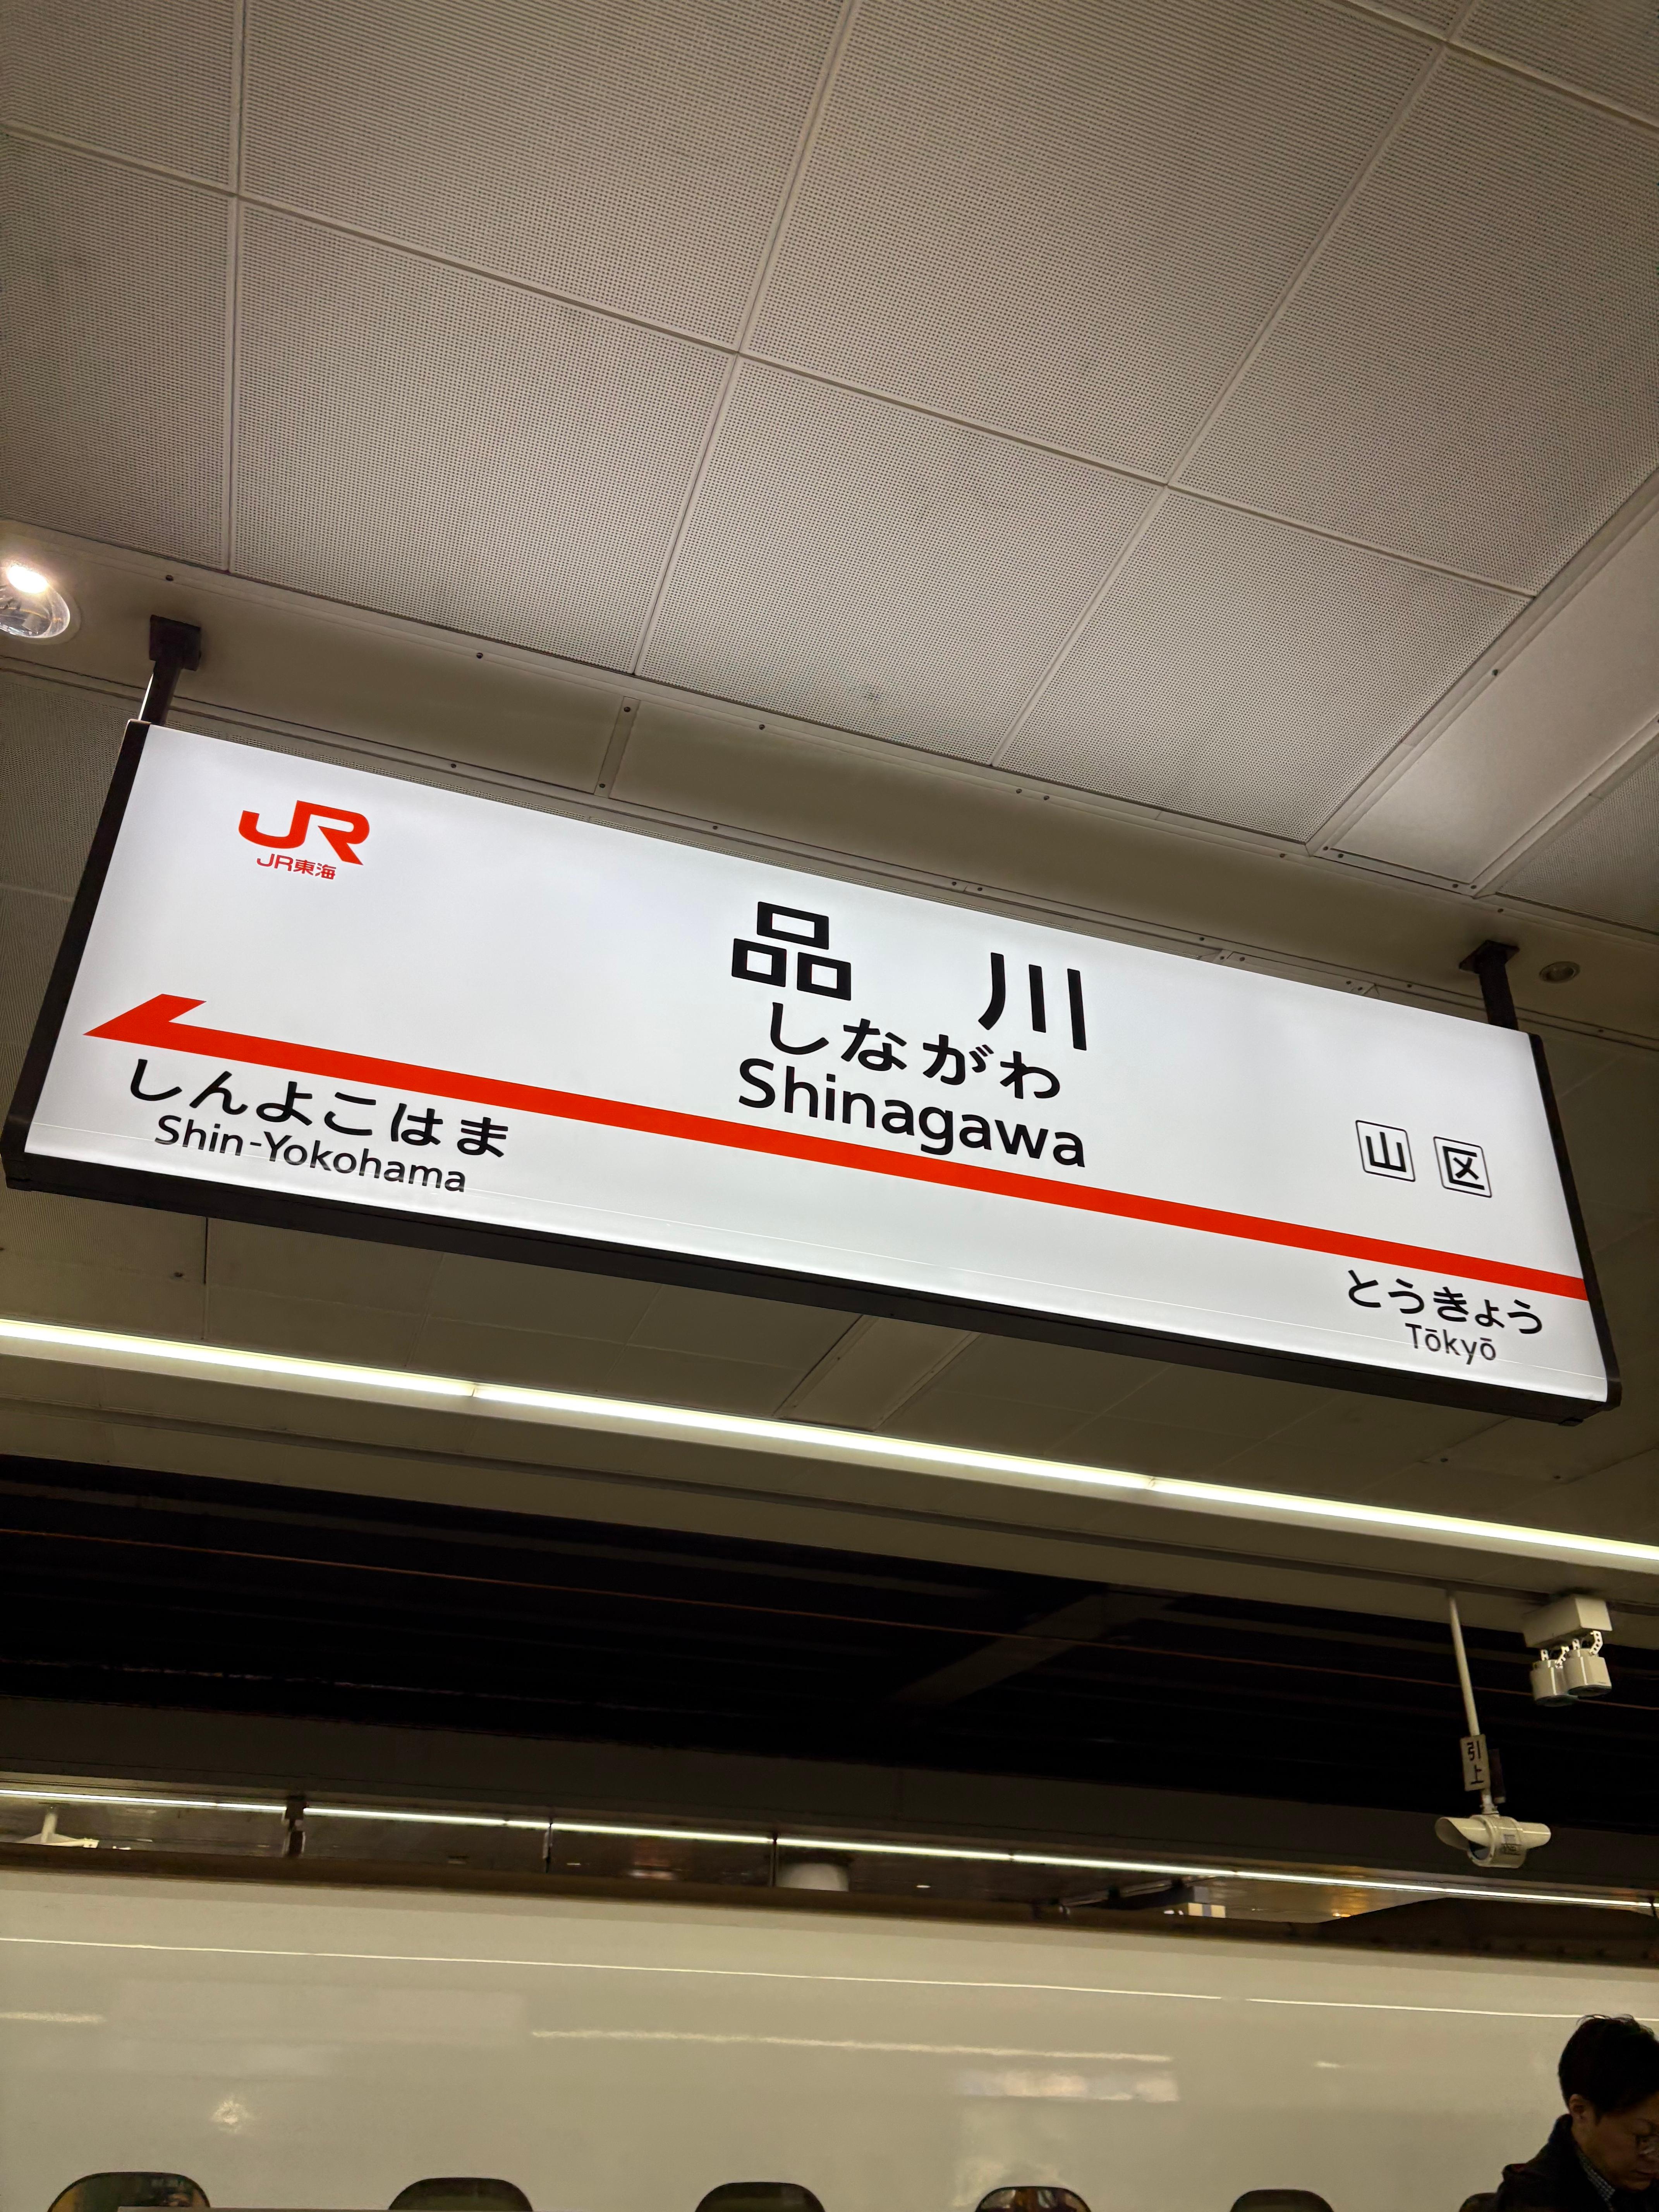 JR
JR東海
品川
しながわ
Shinagawa
山 区
しんよこはま
Shin-Yokohama
とうきょう
Tōkyō
引上